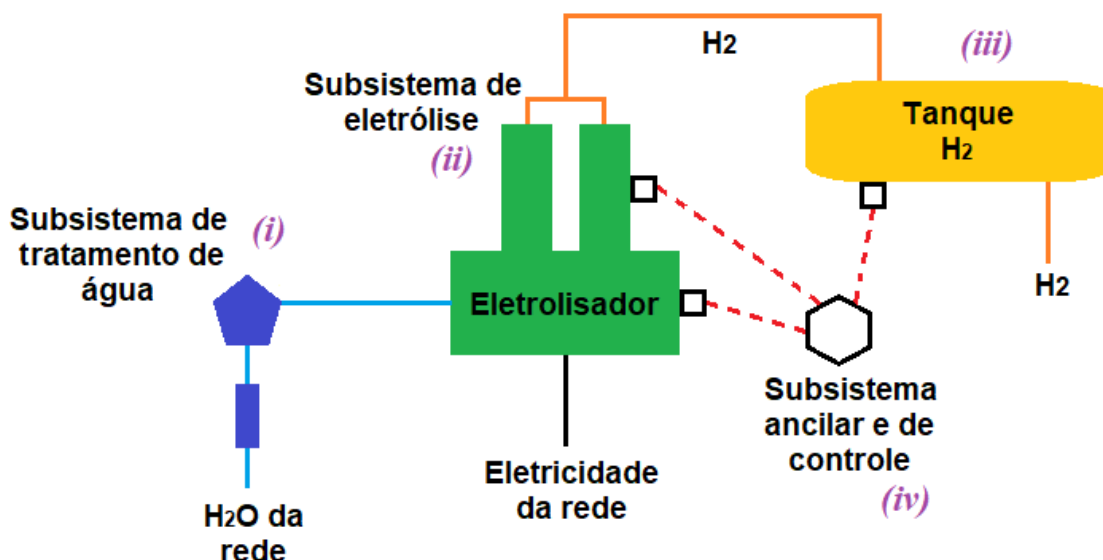 H2
(iii)
Subsistema de
eletrólise
(ii)
Tanque
H2
Subsistema de
tratamento de
água
(i)
Eletrolisador
H2
Subsistema
ancilar e de
controle
(iv)
Eletricidade
da rede
H2O da
rede